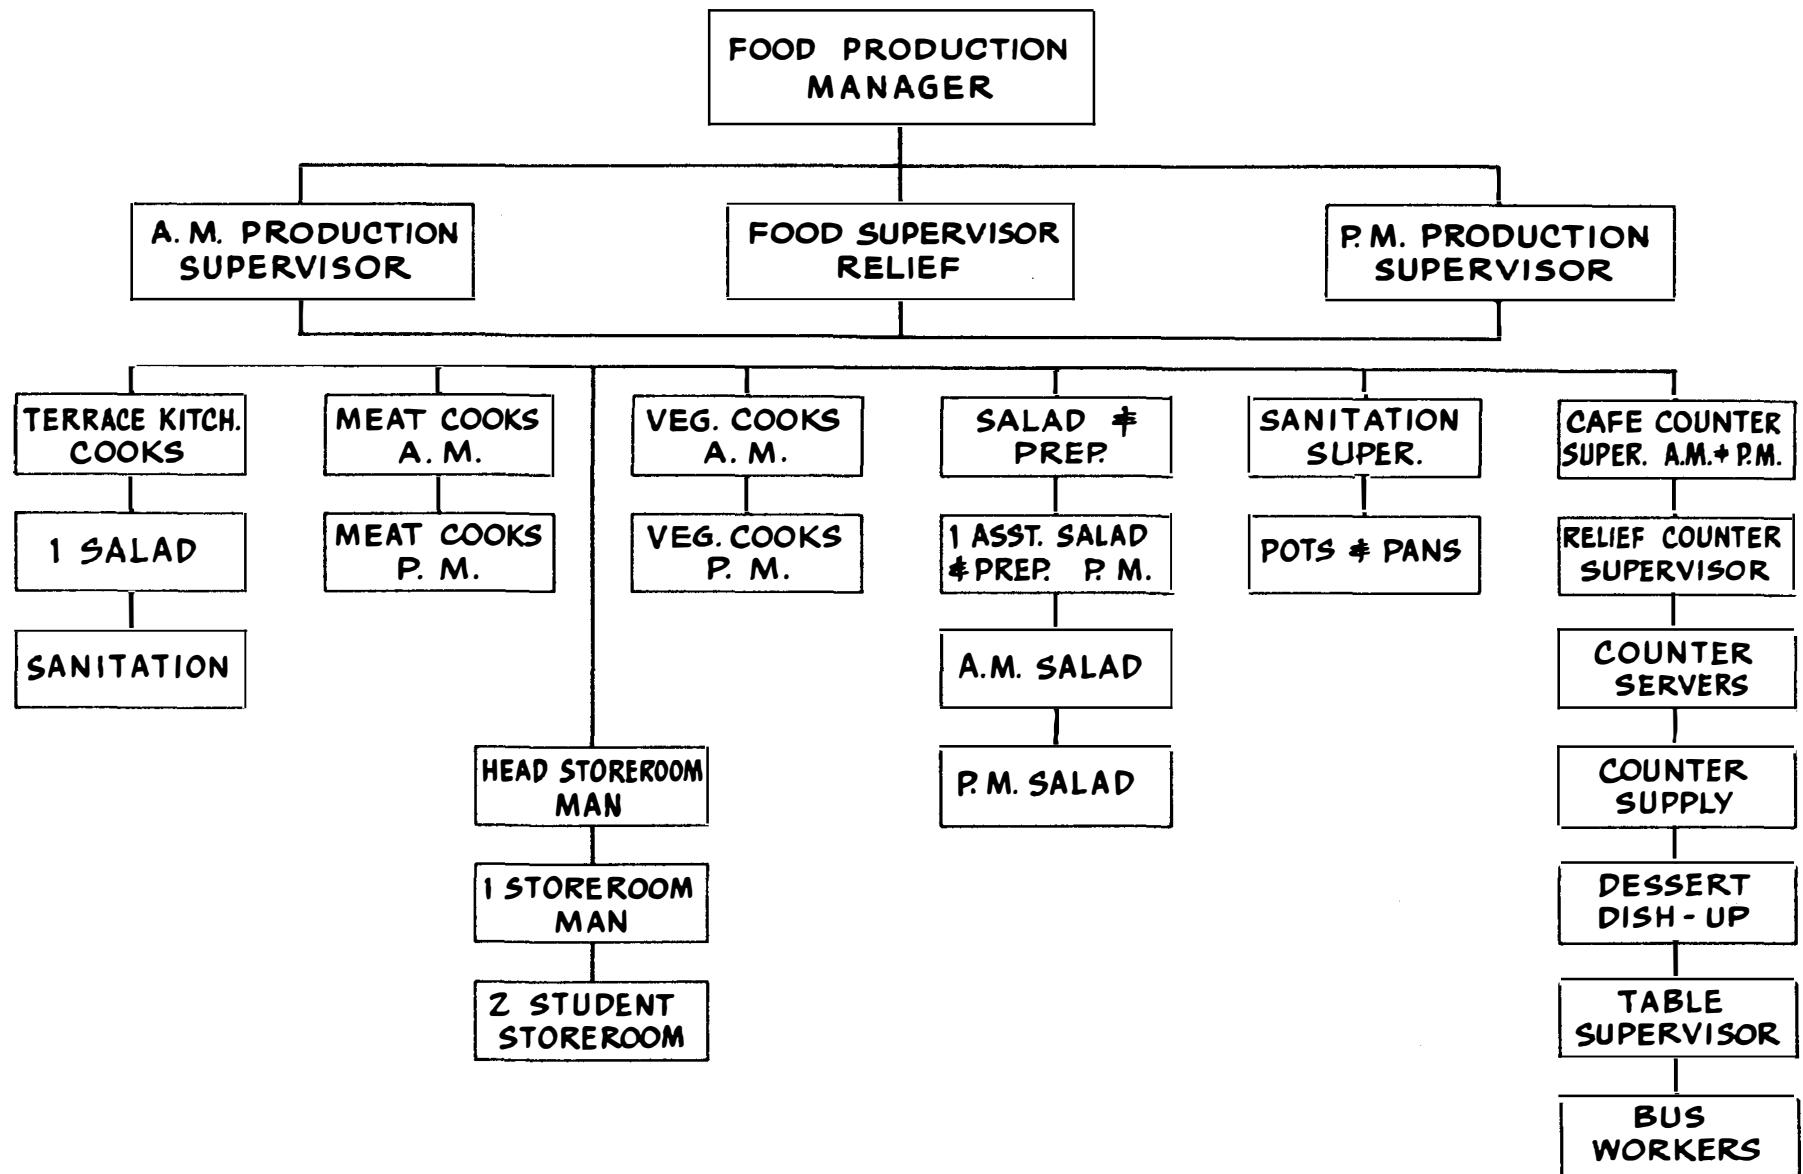 FOOD PRODUCTION
MANAGER
A. M. PRODUCTION
SUPERVISOR
FOOD SUPERVISOR
RELIEF
P. M. PRODUCTION
SUPERVISOR
TERRACE KITCH.
COOKS
1 SALAD
SANITATION
MEAT COOKS
A. M.
MEAT COOKS
P. M.
HEAD STOREROOM
MAN
1 STOREROOM
MAN
2 STUDENT
STOREROOM
VEG. COOKS
A. M.
VEG. COOKS
P. M.
SALAD &
PREP.
1 ASST. SALAD
& PREP. P. M.
A.M. SALAD
P. M. SALAD
SANITATION
SUPER.
POTS & PANS
CAFE COUNTER
SUPER. A.M. & P.M.
RELIEF COUNTER
SUPERVISOR
COUNTER
SERVERS
COUNTER
SUPPLY
DESSERT
DISH-UP
TABLE
SUPERVISOR
BUS
WORKERS